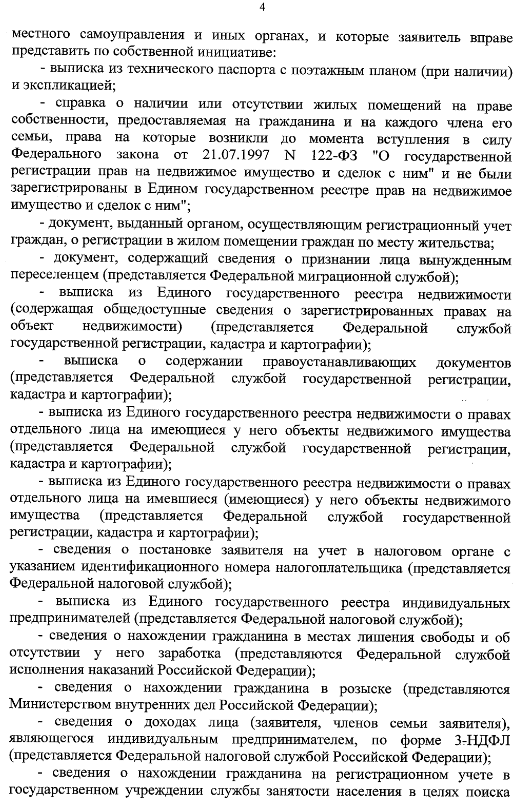 4
местного самоуправления и иных органах, и которые заявитель вправе
представить по собственной инициативе:
- выписка из технического паспорта с поэтажным планом (при наличии)
и экспликацией;
- справка о наличии или отсутствии жилых помещений на праве
собственности, предоставляемая на гражданина и на каждого члена его
семьи, права на которые возникли до момента вступления в силу
Федерального закона от 21.07.1997 N 122-ФЗ "О государственной
регистрации прав на недвижимое имущество и сделок с ним" и не были
зарегистрированы в Едином государственном реестре прав на недвижимое
имущество и сделок с ним";
- документ, выданный органом, осуществляющим регистрационный учет
граждан, о регистрации в жилом помещении граждан по месту жительства;
- документ, содержащий сведения о признании лица вынужденным
переселенцем (представляется Федеральной миграционной службой);
- выписка из Единого государственного реестра недвижимости
(содержащая общедоступные сведения о зарегистрированных правах на
объект недвижимости) (представляется Федеральной службой
государственной регистрации, кадастра и картографии);
- выписка о содержании правоустанавливающих документов
(представляется Федеральной службой государственной регистрации,
кадастра и картографии);
- выписка из Единого государственного реестра недвижимости о правах
отдельного лица на имеющиеся у него объекты недвижимого имущества
(представляется Федеральной службой государственной регистрации,
кадастра и картографии);
- выписка из Единого государственного реестра недвижимости о правах
отдельного лица на имевшиеся (имеющиеся) у него объекты недвижимого
имущества (представляется Федеральной службой государственной
регистрации, кадастра и картографии);
- сведения о постановке заявителя на учет в налоговом органе с
указанием идентификационного номера налогоплательщика (представляется
Федеральной налоговой службой);
- выписка из Единого государственного реестра индивидуальных
предпринимателей (представляется Федеральной налоговой службой);
- сведения о нахождении гражданина в местах лишения свободы и об
отсутствии у него заработка (представляются Федеральной службой
исполнения наказаний Российской Федерации);
- сведения о нахождении гражданина в розыске (представляются
Министерством внутренних дел Российской Федерации);
- сведения о доходах лица (заявителя, членов семьи заявителя),
являющегося индивидуальным предпринимателем, по форме 3-НДФЛ
(представляется Федеральной налоговой службой Российской Федерации);
- сведения о нахождении гражданина на регистрационном учете в
государственном учреждении службы занятости населения в целях поиска